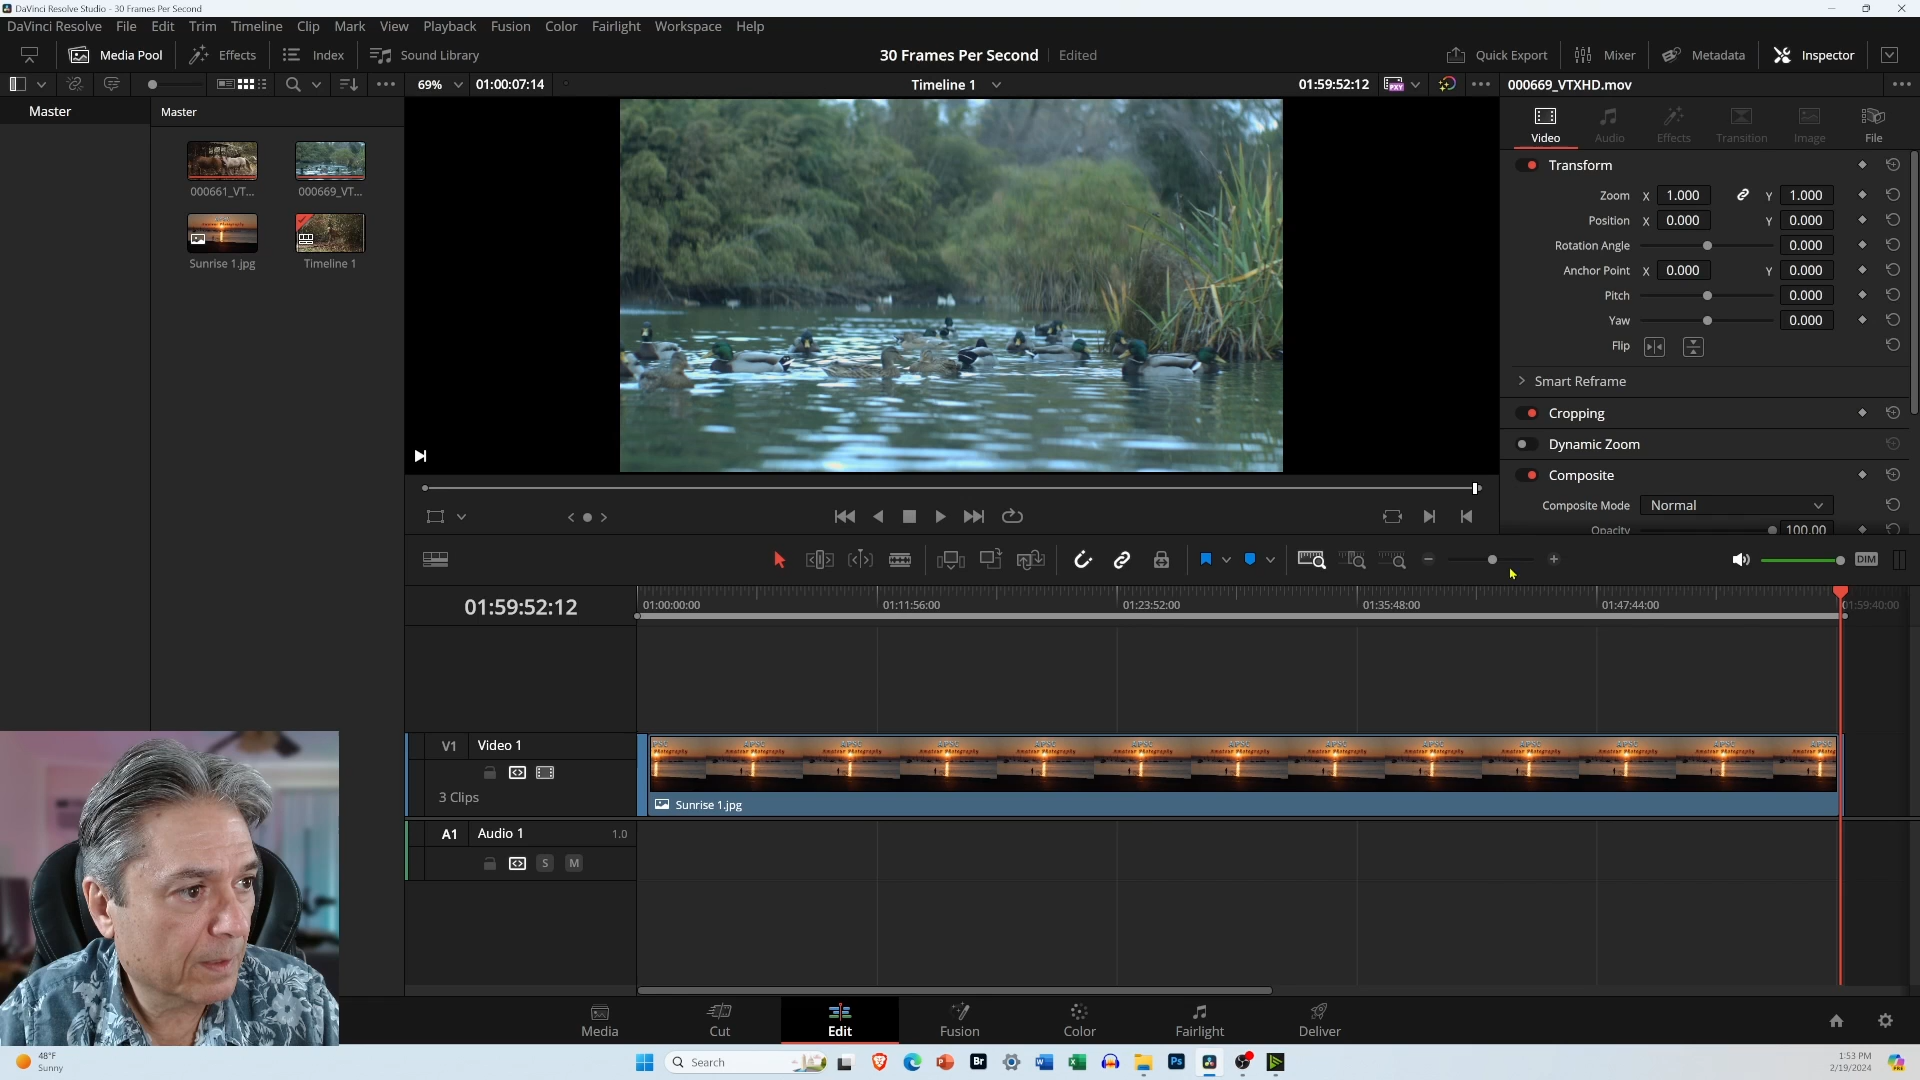 DaVinci Resolve Studio - 30 Frames Per Second
DaVinci Resolve File Edit Trim Timeline Clip Mark View Playback Fusion Color Fairlight Workspace Help
Media Pool Effects Index Sound Library 30 Frames Per Second Edited Quick Export Mixer Metadata Inspector
69% 01:00:07:14 Timeline 1 01:59:52:12 000669_VTXHD.mov
Master
Master
Video Audio Effects Transition Image File
000661_VT... 000669_VT...
Sunrise 1.jpg Timeline 1
Transform
Zoom X 1.000 Y 1.000
Position X 0.000 Y 0.000
Rotation Angle 0.000
Anchor Point X 0.000 Y 0.000
Pitch 0.000
Yaw 0.000
Flip
Smart Reframe
Cropping
Dynamic Zoom
Composite
Composite Mode Normal
Opacity 100.00
DIM
01:59:52:12
01:00:00:00 01:11:56:00 01:23:52:00 01:35:48:00 01:47:44:00 01:59:40:00
V1 Video 1
3 Clips
Sunrise 1.jpg
A1 Audio 1 1.0
S M
Media Cut Edit Fusion Color Fairlight Deliver
48°F
Sunny
Search
1:53 PM
2/19/2024